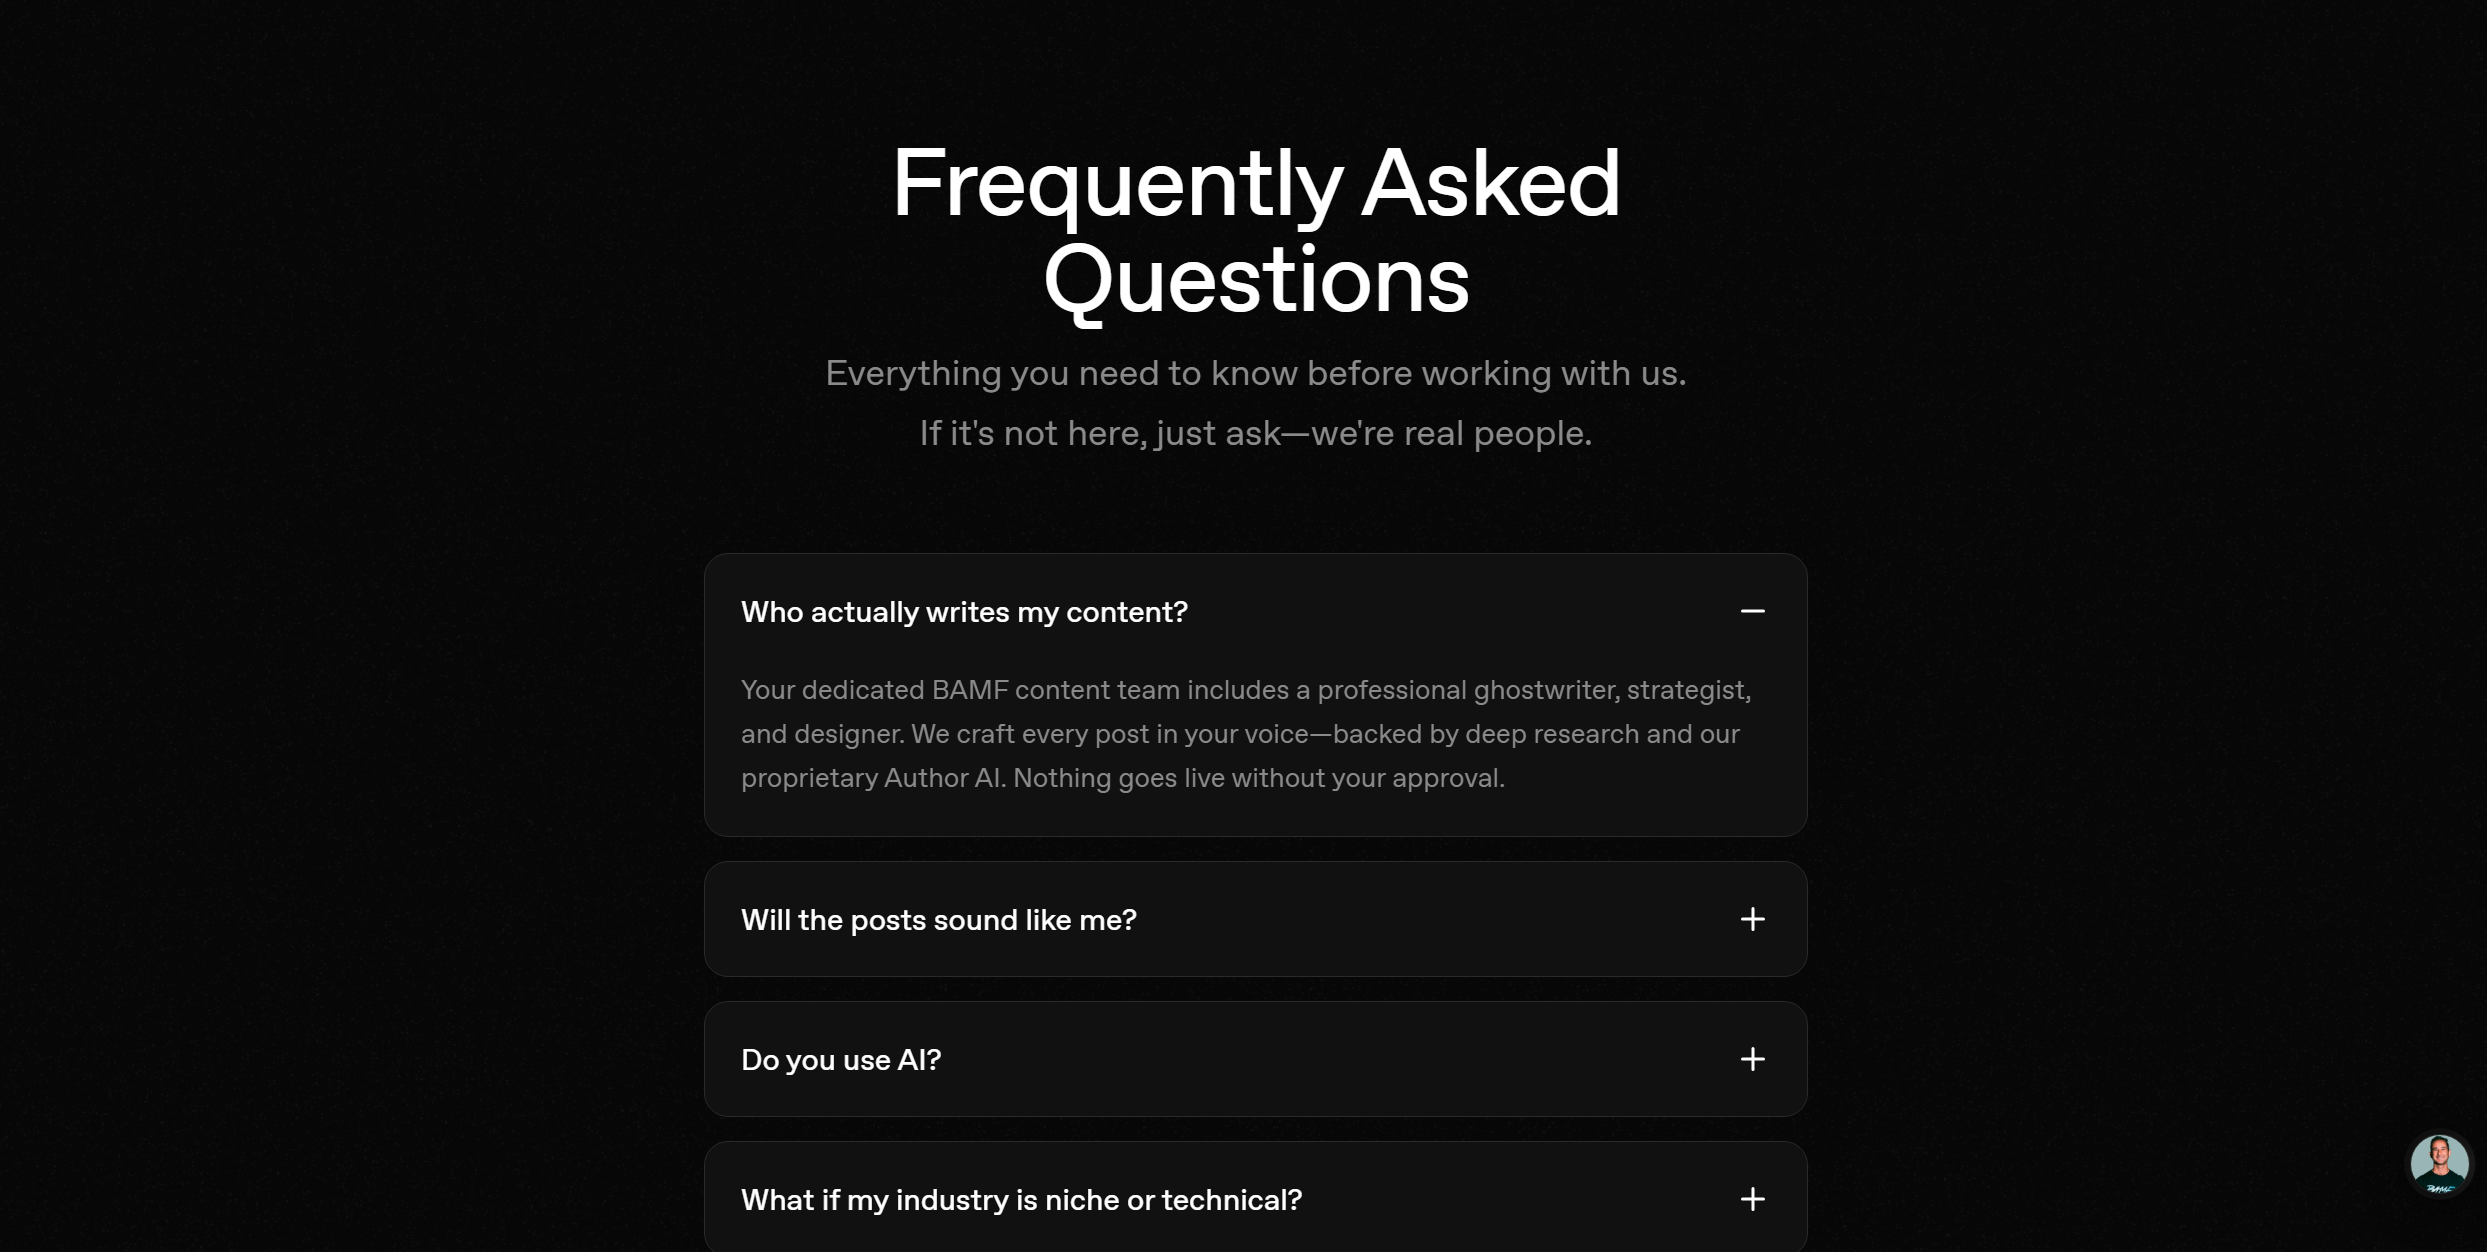 Frequently Asked
Questions
Everything you need to know before working with us.
If it's not here, just ask—we're real people.
Who actually writes my content?
Your dedicated BAMF content team includes a professional ghostwriter, strategist,
and designer. We craft every post in your voice—backed by deep research and our
proprietary Author AI. Nothing goes live without your approval.
Will the posts sound like me?
Do you use AI?
What if my industry is niche or technical?
BAMF